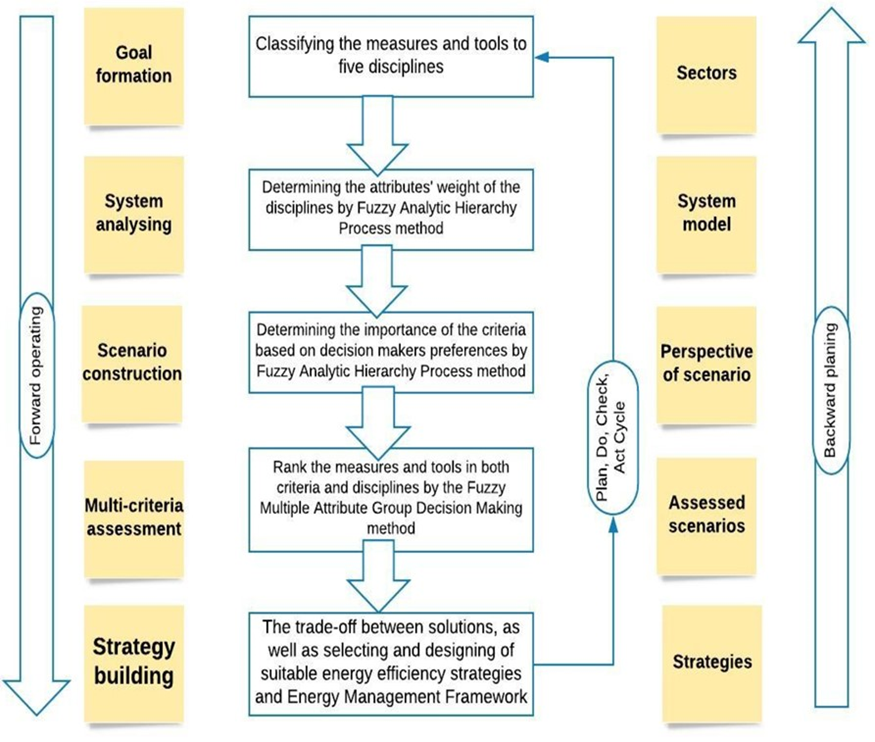 Goal
formation
Classifying the measures and tools to
five disciplines
Sectors
System
analysing
Determining the attributes' weight of the
disciplines by Fuzzy Analytic Hierarchy
Process method
System
model
Forward operating
Scenario
construction
Determining the importance of the criteria
based on decision makers preferences by
Fuzzy Analytic Hierarchy Process method
Plan, Do, Check,
Act Cycle
Perspective
of scenario
Backward planing
Multi-criteria
assessment
Rank the measures and tools in both
criteria and disciplines by the Fuzzy
Multiple Attribute Group Decision Making
method
Assessed
scenarios
Strategy
building
The trade-off between solutions, as
well as selecting and designing of
suitable energy efficiency strategies
and Energy Management Framework
Strategies